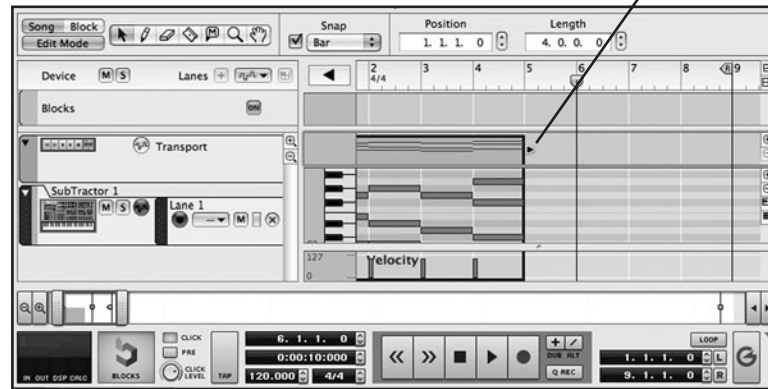 Song Block
Edit Mode
Snap
Bar
Position
1. 1. 1. 0
Length
4. 0. 0. 0
Device M S Lanes
2 3 4 5 6 7 8 R 9
4/4
Blocks ON
Transport
SubTractor 1
M S
Lane 1
M
127
Velocity
0
IN OUT DSP CALC
BLOCKS
CLICK
PRE
CLICK
LEVEL
TAP
6. 1. 1. 0
0:00:10:000
120.000 4/4
DUB ALT
Q REC
LOOP
1. 1. 1. 0 L
9. 1. 1. 0 R